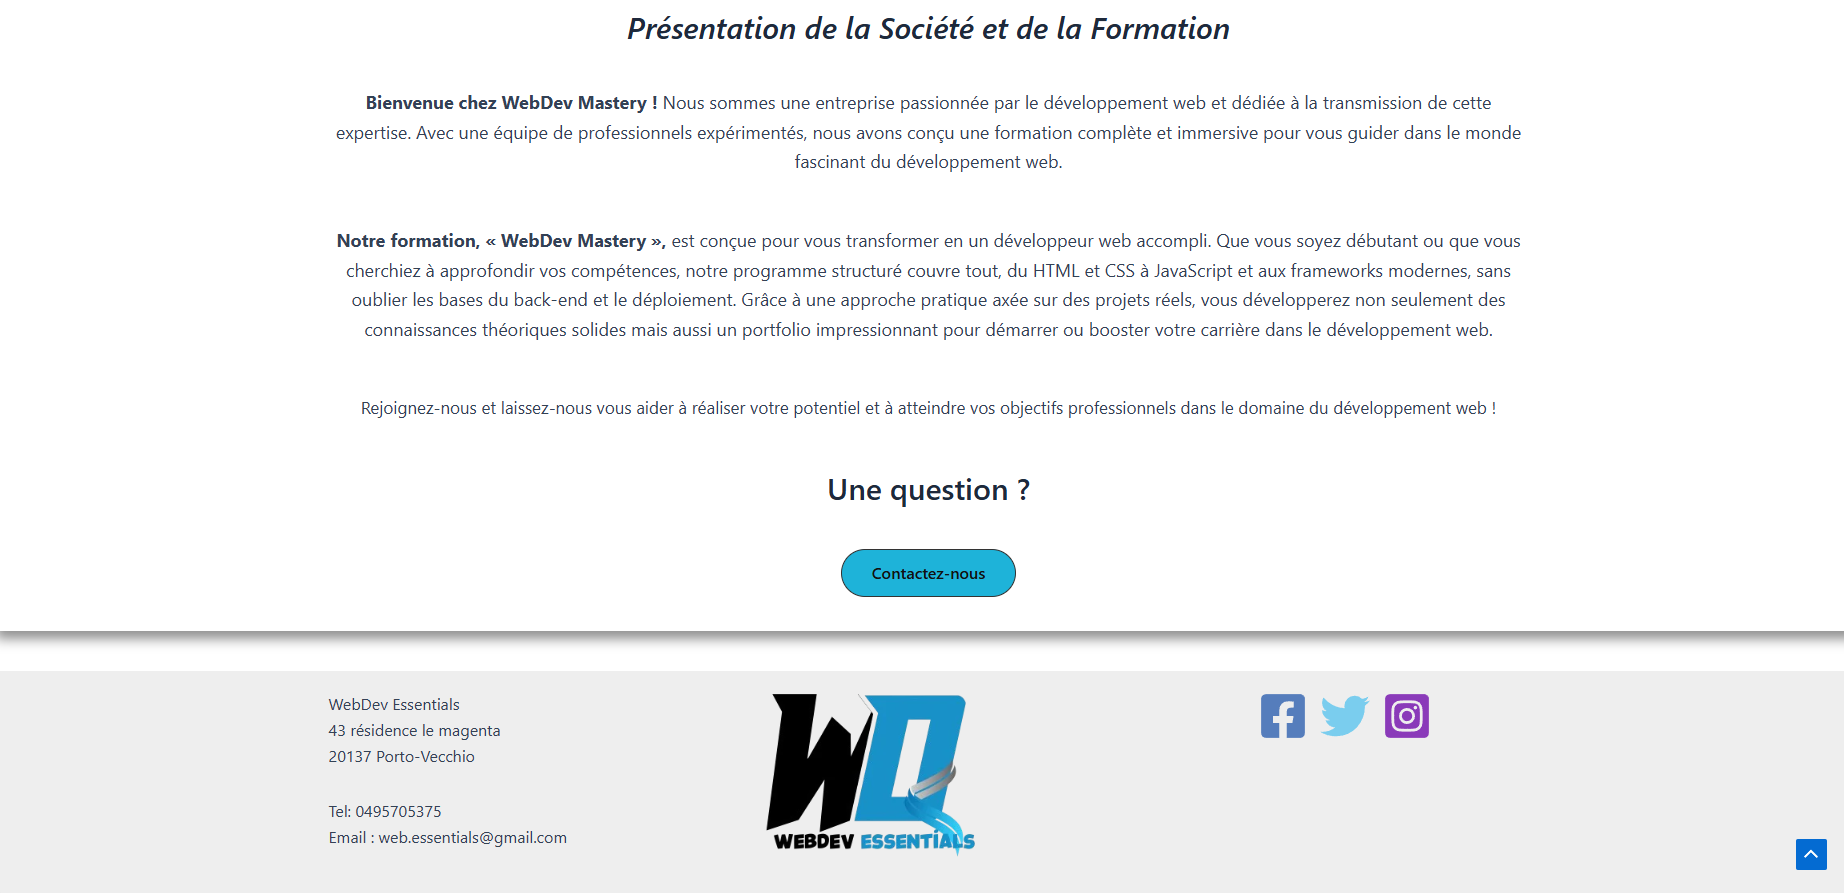 Présentation de la Société et de la Formation
Bienvenue chez WebDev Mastery ! Nous sommes une entreprise passionnée par le développement web et dédiée à la transmission de cette
expertise. Avec une équipe de professionnels expérimentés, nous avons conçu une formation complète et immersive pour vous guider dans le monde
fascinant du développement web.
Notre formation, « WebDev Mastery », est conçue pour vous transformer en un développeur web accompli. Que vous soyez débutant ou que vous
cherchiez à approfondir vos compétences, notre programme structuré couvre tout, du HTML et CSS à JavaScript et aux frameworks modernes, sans
oublier les bases du back-end et le déploiement. Grâce à une approche pratique axée sur des projets réels, vous développerez non seulement des
connaissances théoriques solides mais aussi un portfolio impressionnant pour démarrer ou booster votre carrière dans le développement web.
Rejoignez-nous et laissez-nous vous aider à réaliser votre potentiel et à atteindre vos objectifs professionnels dans le domaine du développement web !
Une question ?
Contactez-nous
WebDev Essentials
43 résidence le magenta
20137 Porto-Vecchio
Tel: 0495705375
Email : web.essentials@gmail.com
WD
WEBDEV ESSENTIALS